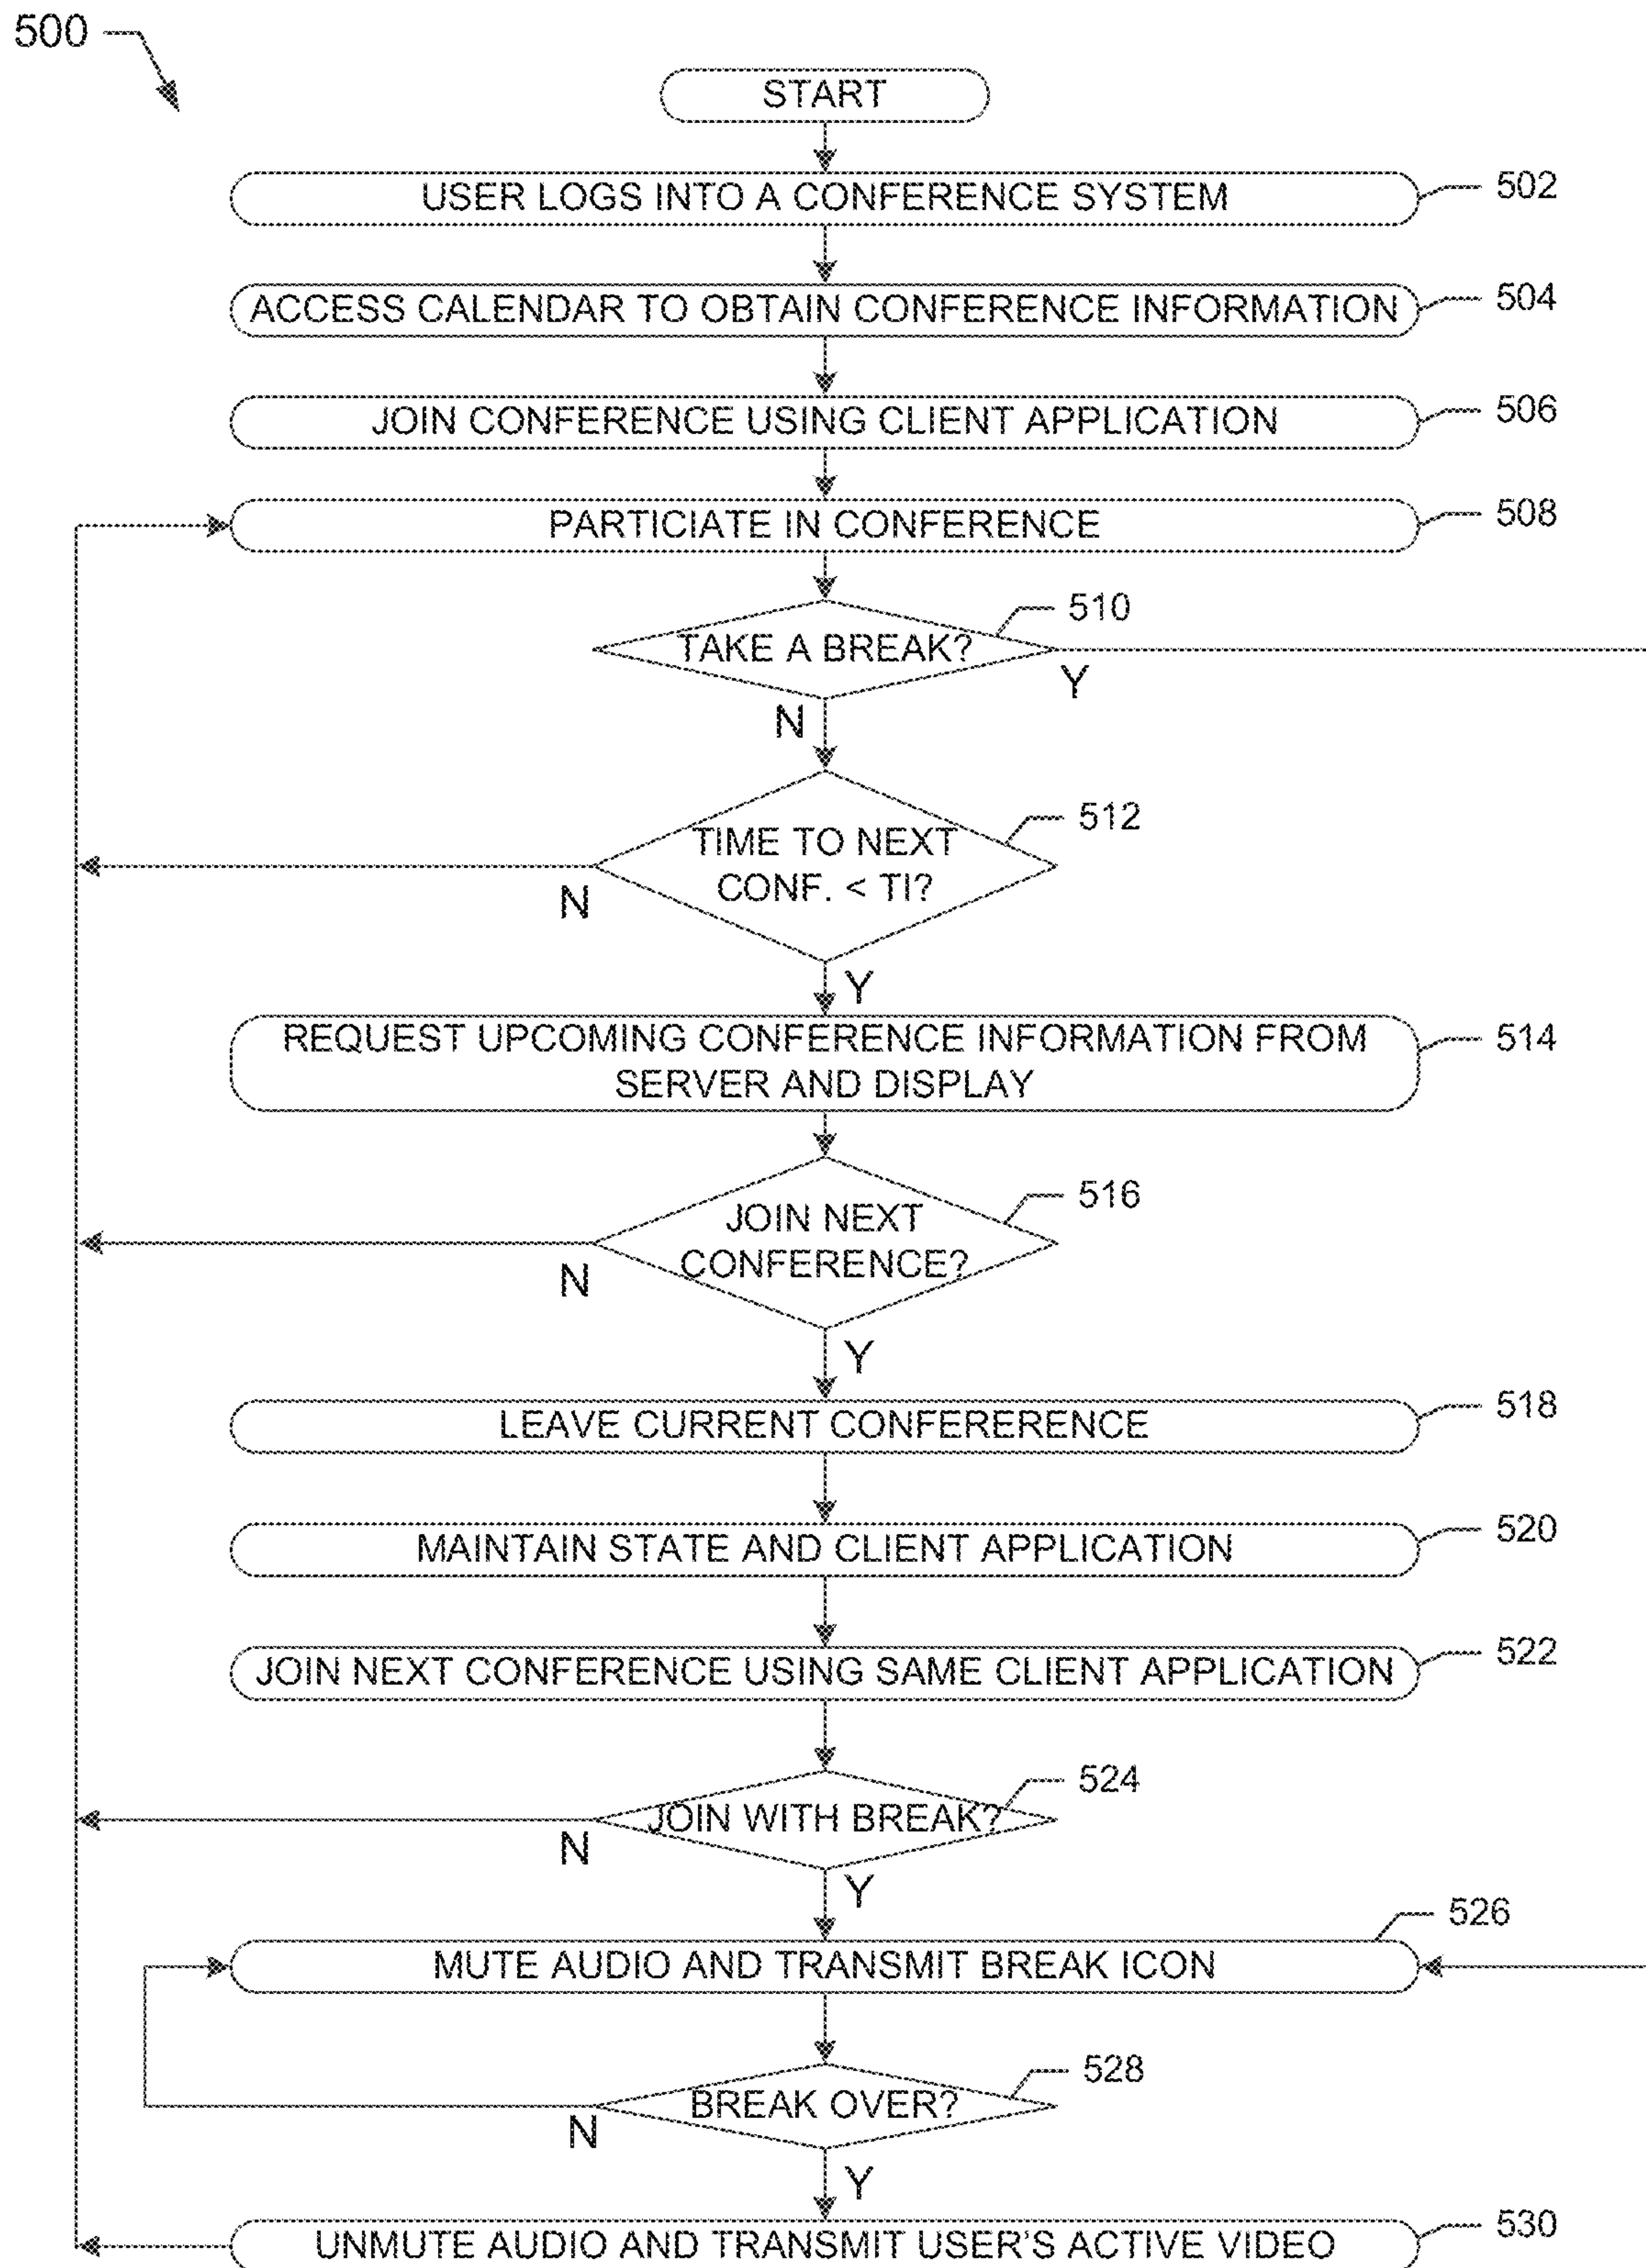 500
START
USER LOGS INTO A CONFERENCE SYSTEM
502
ACCESS CALENDAR TO OBTAIN CONFERENCE INFORMATION
504
JOIN CONFERENCE USING CLIENT APPLICATION
506
PARTICIATE IN CONFERENCE
508
TAKE A BREAK?
510
Y
N
TIME TO NEXT
CONF. < TI?
512
N
Y
REQUEST UPCOMING CONFERENCE INFORMATION FROM
SERVER AND DISPLAY
514
JOIN NEXT
CONFERENCE?
516
N
Y
LEAVE CURRENT CONFERERENCE
518
MAINTAIN STATE AND CLIENT APPLICATION
520
JOIN NEXT CONFERENCE USING SAME CLIENT APPLICATION
522
JOIN WITH BREAK?
524
N
Y
MUTE AUDIO AND TRANSMIT BREAK ICON
526
BREAK OVER?
528
N
Y
UNMUTE AUDIO AND TRANSMIT USER'S ACTIVE VIDEO
530